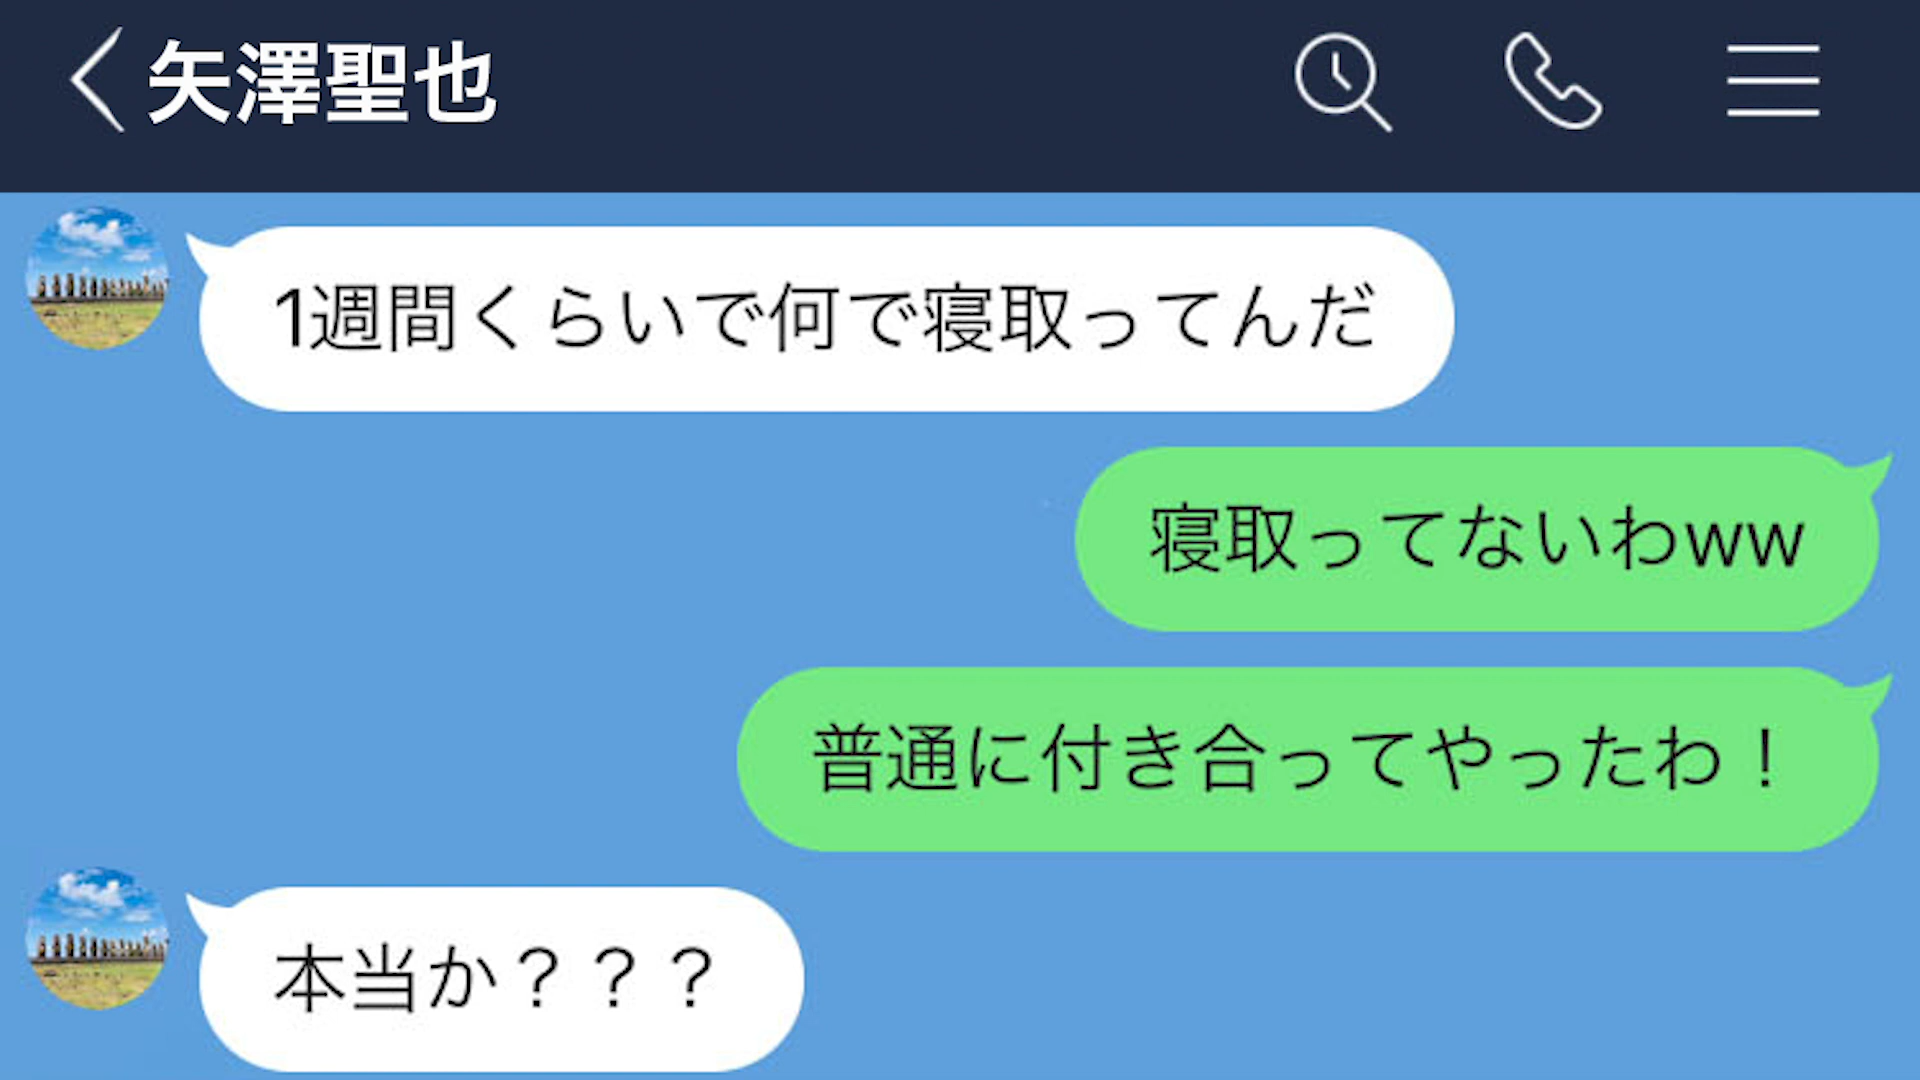 矢澤聖也
1週間くらいで何で寝取ってんだ
寝取ってないわww
普通に付き合ってやったわ！
本当か？？？